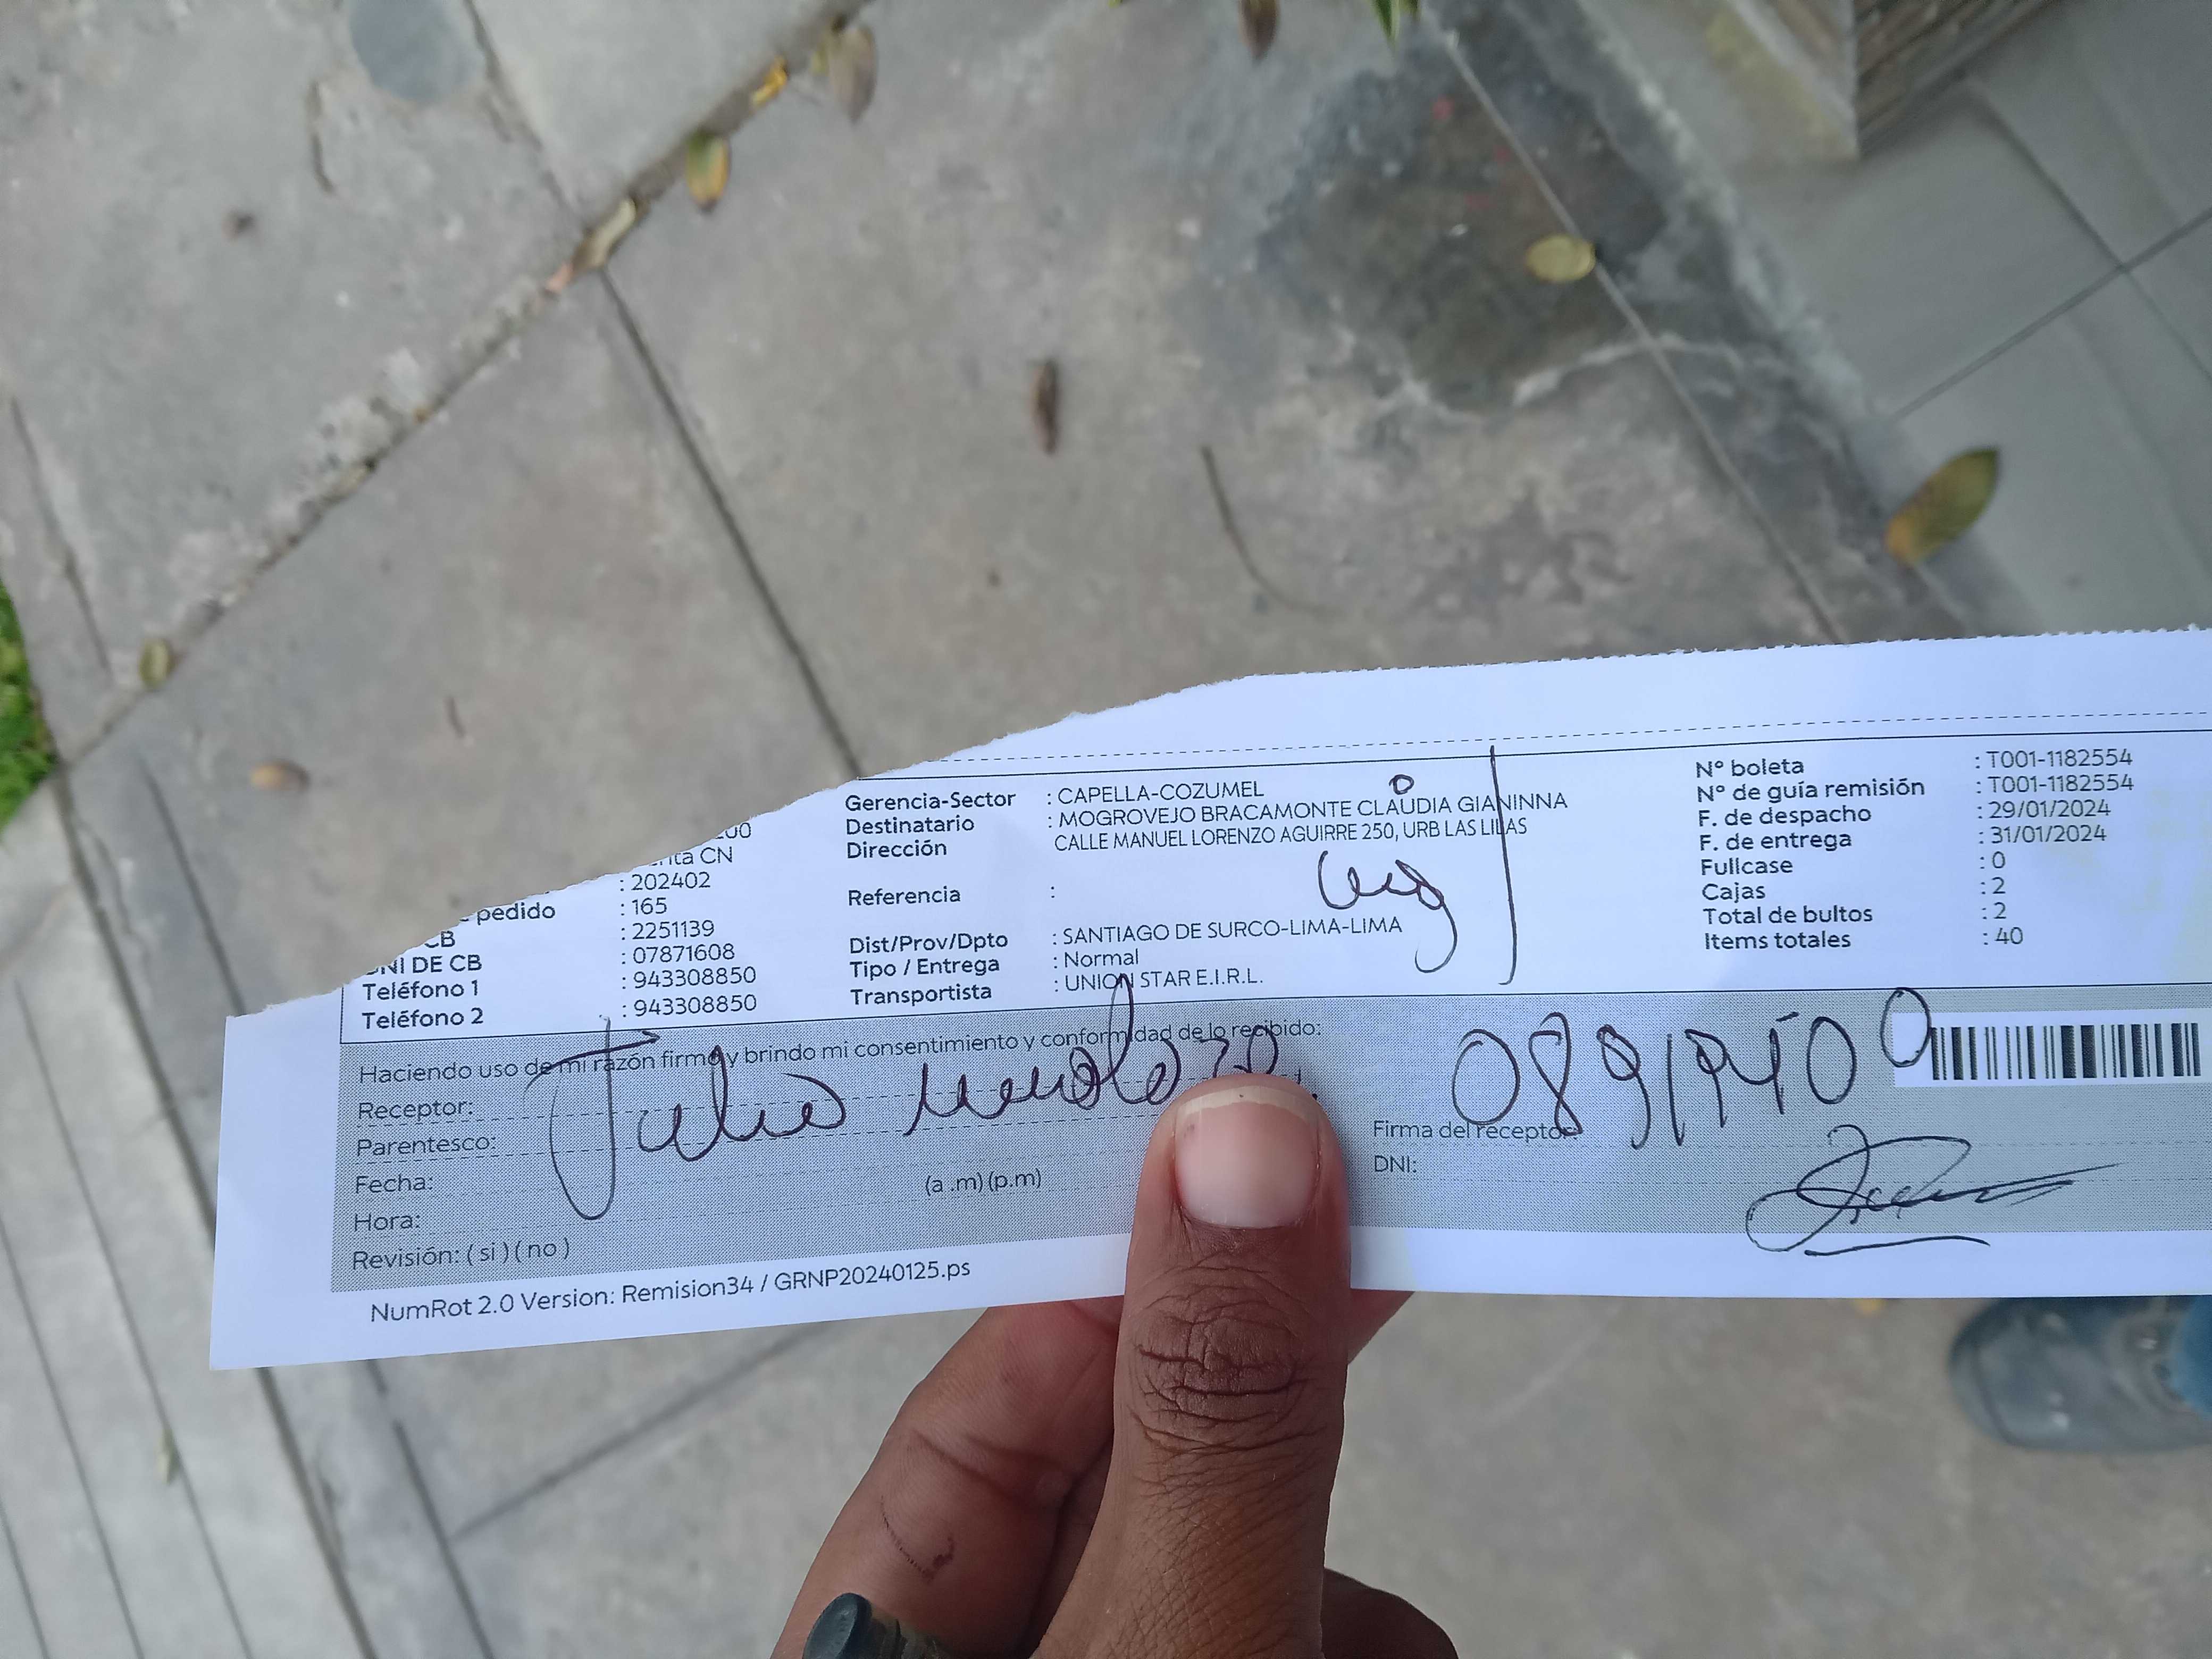 Gerencia-Sector : CAPELLA-COZUMEL
Destinatario : MOGROVEJO BRACAMONTE CLAUDIA GIANINNA
Dirección CALLE MANUEL LORENZO AGUIRRE 250, URB LAS LILAS
Referencia :
Dist/Prov/Dpto : SANTIAGO DE SURCO-LIMA-LIMA
Tipo / Entrega : Normal
Transportista : UNION STAR E.I.R.L.
Nº boleta : T001-1182554
Nº de guía remisión : T001-1182554
F. de despacho : 29/01/2024
F. de entrega : 31/01/2024
Fullcase : 0
Cajas : 2
Total de bultos : 2
Items totales : 40
CN
: 202402
pedido : 165
CB : 2251139
DE CB : 07871608
Teléfono 1 : 943308850
Teléfono 2 : 943308850
Haciendo uso de mi razón firmo y brindo mi consentimiento y conformidad de lo recibido:
Receptor: Julio
Parentesco:
Fecha:
Hora: (a .m) (p.m)
Revisión: ( si ) ( no )
Firma del receptor:
DNI:
NumRot 2.0 Version: Remision34 / GRNP20240125.ps